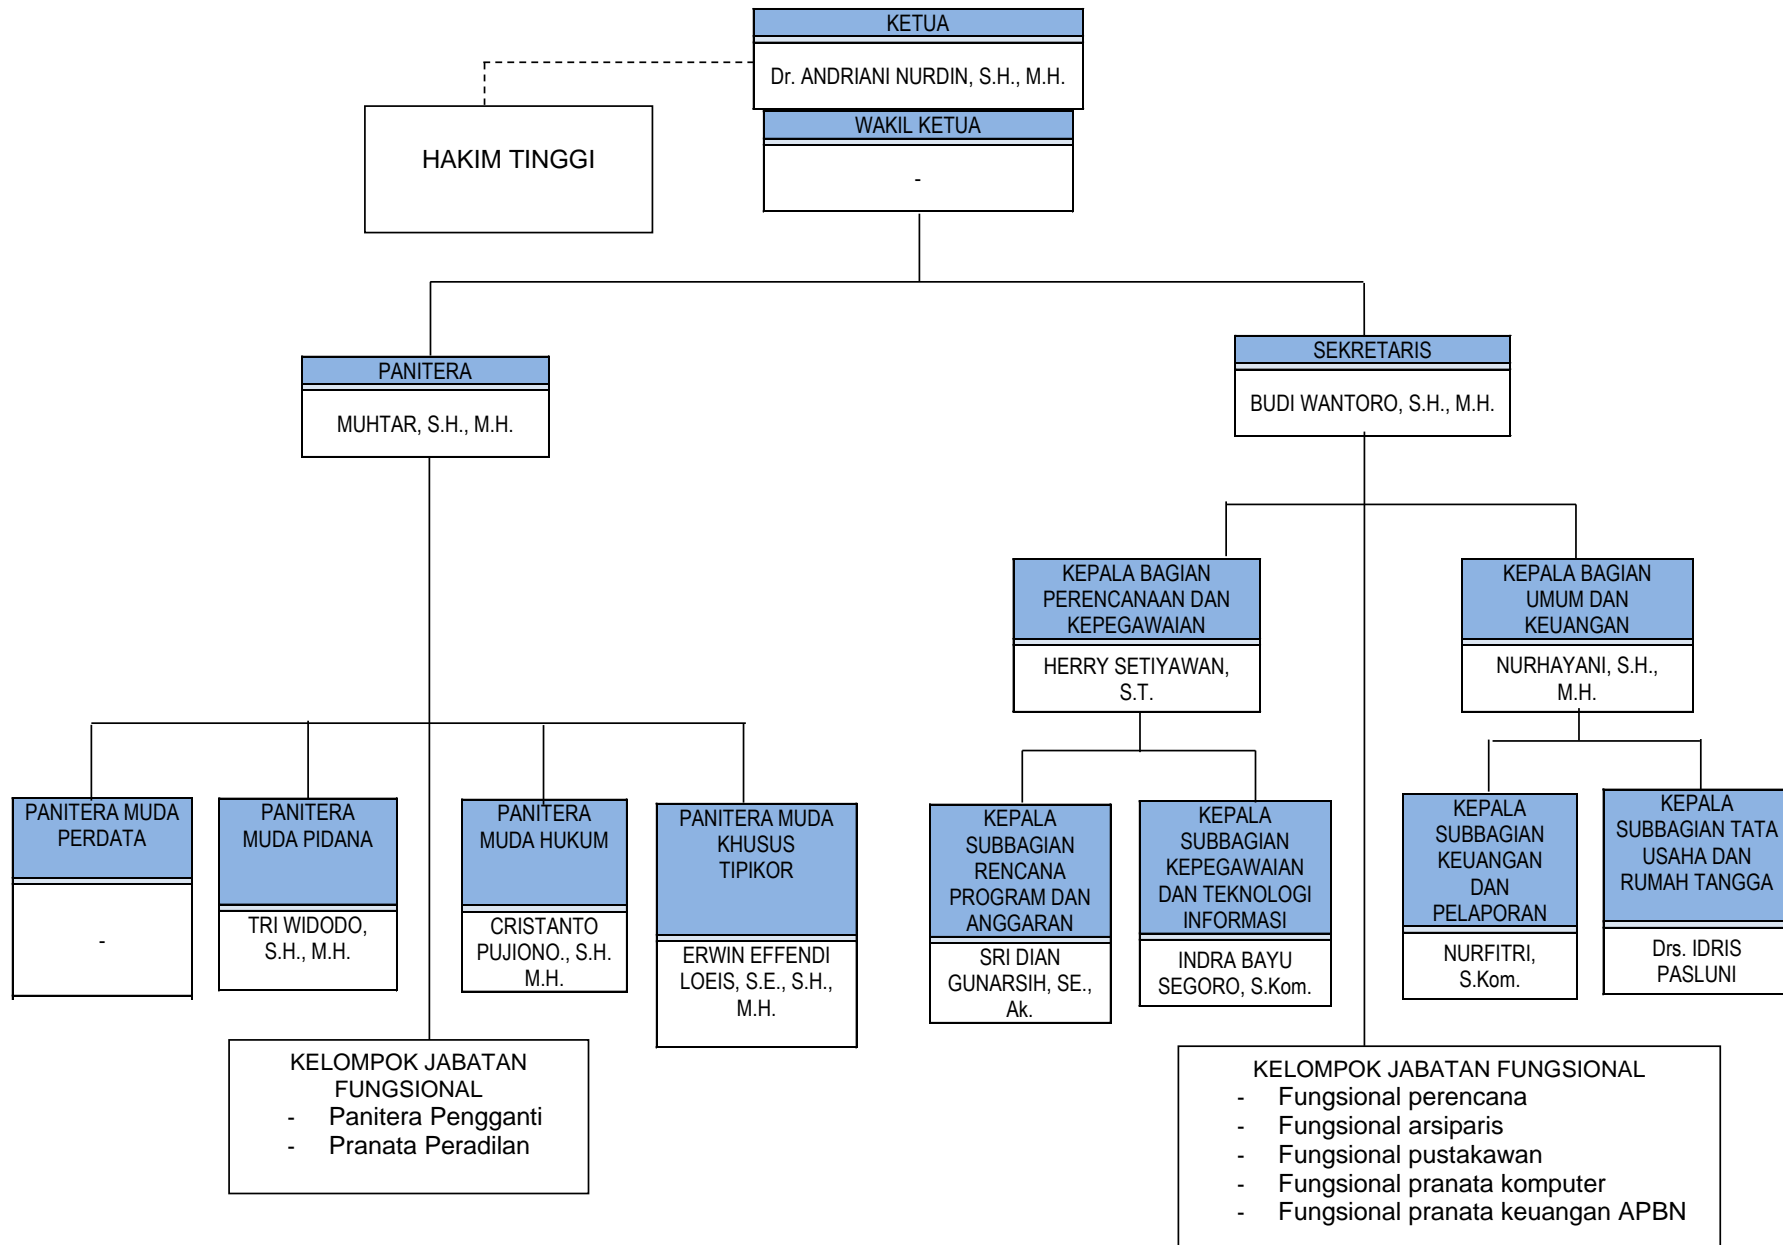 KETUA
Dr. ANDRIANI NURDIN, S.H., M.H.
WAKIL KETUA
-
HAKIM TINGGI
PANITERA
MUHTAR, S.H., M.H.
SEKRETARIS
BUDI WANTORO, S.H., M.H.
KEPALA BAGIAN
PERENCANAAN DAN
KEPEGAWAIAN
HERRY SETIYAWAN,
S.T.
KEPALA BAGIAN
UMUM DAN
KEUANGAN
NURHAYANI, S.H.,
M.H.
PANITERA MUDA
PERDATA
-
PANITERA
MUDA PIDANA
TRI WIDODO,
S.H., M.H.
PANITERA
MUDA HUKUM
CRISTANTO
PUJIONO., S.H.
M.H.
PANITERA MUDA
KHUSUS
TIPIKOR
ERWIN EFFENDI
LOEIS, S.E., S.H.,
M.H.
KEPALA
SUBBAGIAN
RENCANA
PROGRAM DAN
ANGGARAN
SRI DIAN
GUNARSIH, SE.,
Ak.
KEPALA
SUBBAGIAN
KEPEGAWAIAN
DAN TEKNOLOGI
INFORMASI
INDRA BAYU
SEGORO, S.Kom.
KEPALA
SUBBAGIAN
KEUANGAN
DAN
PELAPORAN
NURFITRI,
S.Kom.
KEPALA
SUBBAGIAN TATA
USAHA DAN
RUMAH TANGGA
Drs. IDRIS
PASLUNI
KELOMPOK JABATAN
FUNGSIONAL
- Panitera Pengganti
- Pranata Peradilan
KELOMPOK JABATAN FUNGSIONAL
- Fungsional perencana
- Fungsional arsiparis
- Fungsional pustakawan
- Fungsional pranata komputer
- Fungsional pranata keuangan APBN